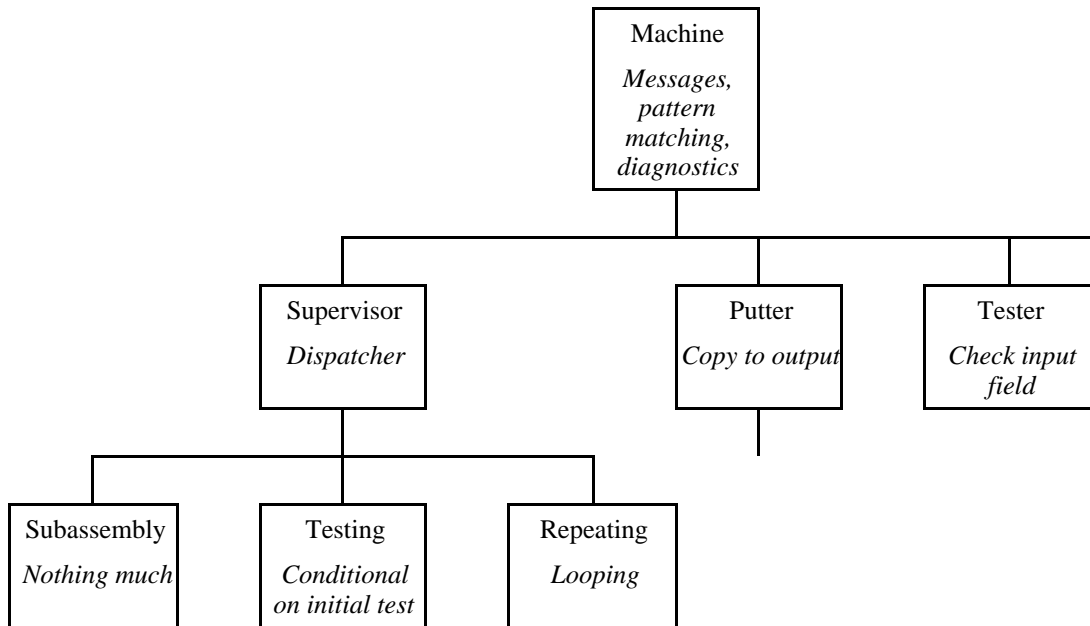 Machine
Messages,
pattern
matching,
diagnostics
Supervisor
Dispatcher
Putter
Copy to output
Tester
Check input
field
Subassembly
Nothing much
Testing
Conditional
on initial test
Repeating
Looping